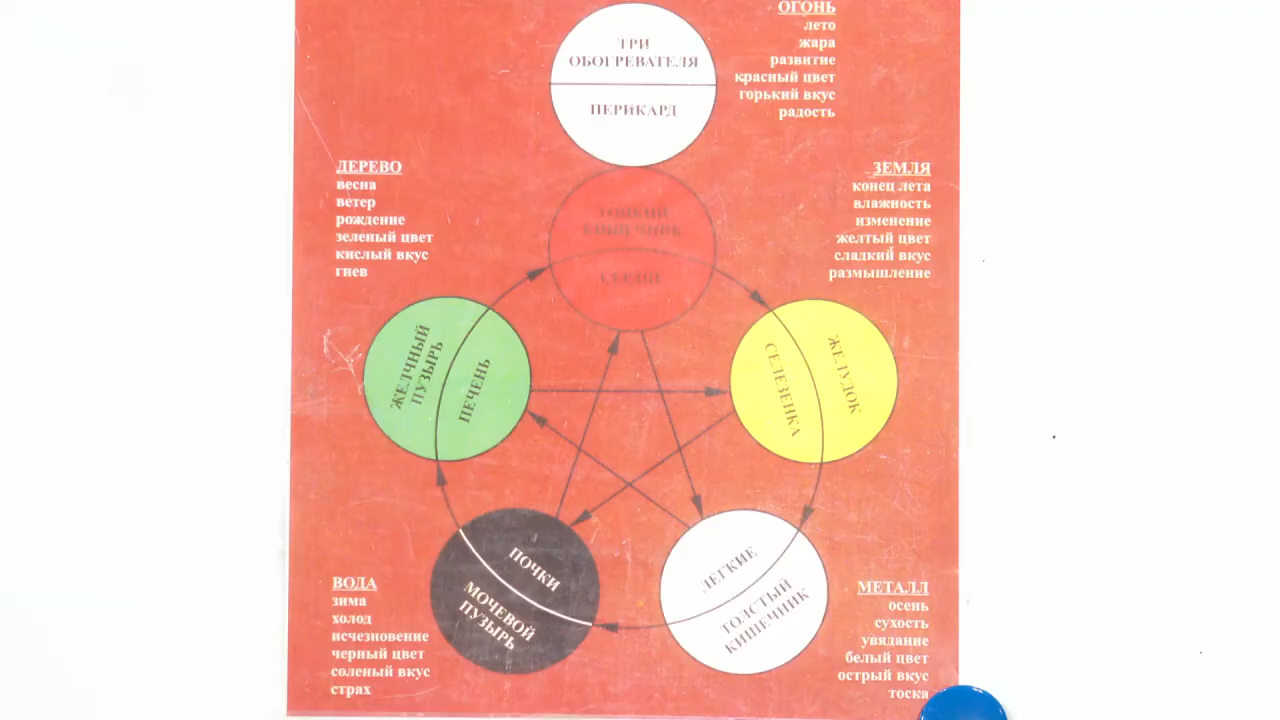 ОГОНЬ
лето
жара
развитие
красный цвет
горький вкус
радость
ТРИ
ОБОГРЕВАТЕЛЯ
ПЕРИКАРД
ДЕРЕВО
весна
ветер
рождение
зеленый цвет
кислый вкус
гнев
ЗЕМЛЯ
конец лета
влажность
изменение
желтый цвет
сладкий вкус
размышление
ТОНКИЙ
КИШЕЧНИК
СЕРДЦЕ
ЖЕЛЧНЫЙ
ПУЗЫРЬ
ПЕЧЕНЬ
СЕЛЕЗЕНКА
ЖЕЛУДОК
ПОЧКИ
МОЧЕВОЙ
ПУЗЫРЬ
ЛЕГКИЕ
ТОЛСТЫЙ
КИШЕЧНИК
ВОДА
зима
холод
исчезновение
черный цвет
соленый вкус
страх
МЕТАЛЛ
осень
сухость
увядание
белый цвет
острый вкус
тоска